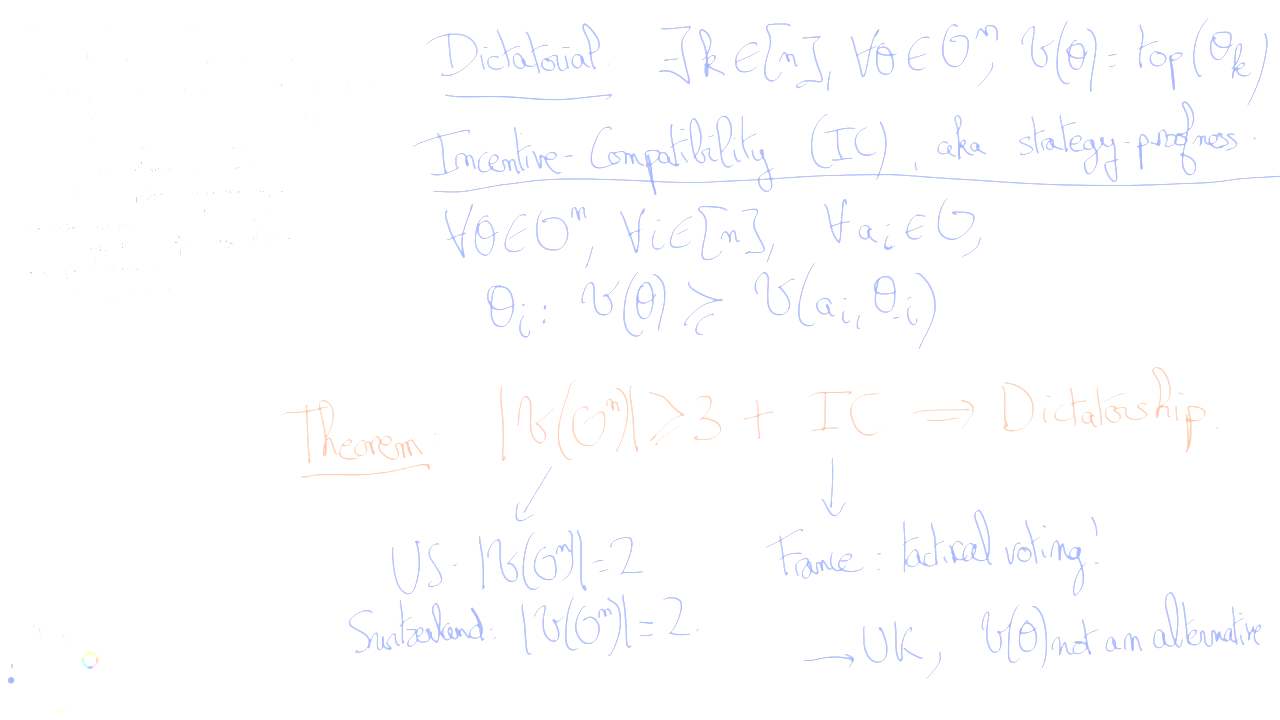 Dictatorial. ∃k∈[n], ∀θ∈Θⁿ, v(θ) = top(θₖ)
Incentive-Compatibility (IC), aka strategy-proofness.
∀θ∈Θⁿ, ∀i∈[n], ∀aᵢ∈Θ,
θᵢ: v(θ) ≽ v(aᵢ, θ₋ᵢ)
Theorem. |v(Θⁿ)| ≥ 3 + IC ⇒ Dictatorship.
US. |v(Θⁿ)| = 2
France: tactical voting!
Switzerland: |v(Θⁿ)| = 2.
→ UK, v(θ) not an alternative